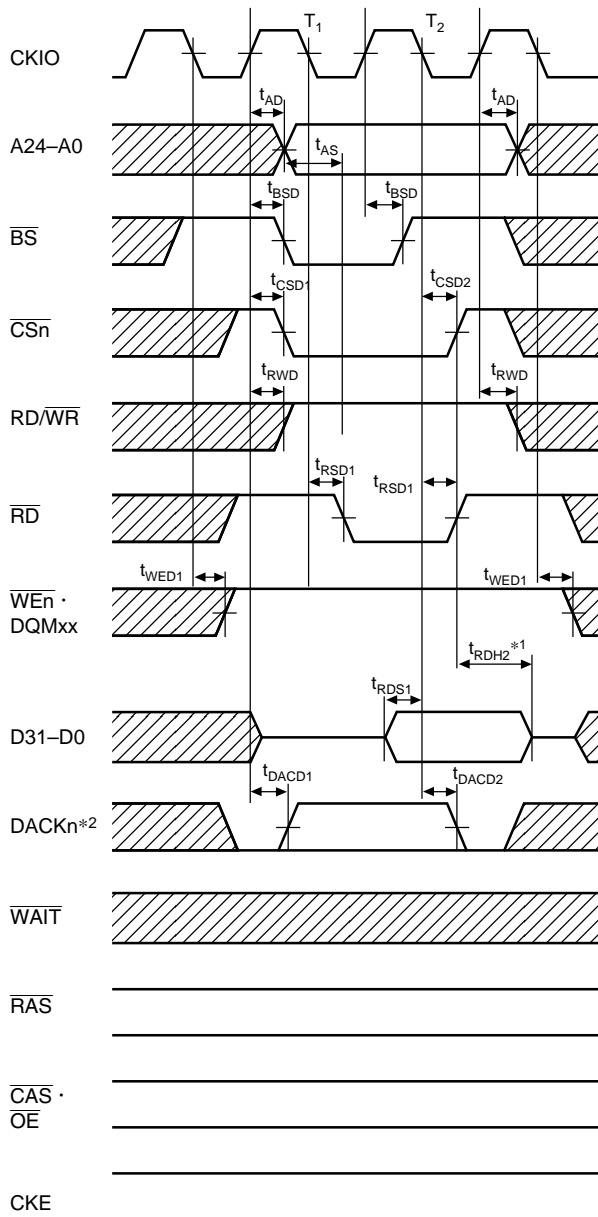 T1 T2
CKIO
tAD tAD
A24–A0
tAS
tBSD tBSD
BS
tCSD1 tCSD2
CSn
tRWD tRWD
RD/WR
tRSD1 tRSD1
RD
tWED1 tWED1
WEn ·
DQMxx
tRDH2*1
tRDS1
D31–D0
tDACD1 tDACD2
DACKn*2
WAIT
RAS
CAS ·
OE
CKE